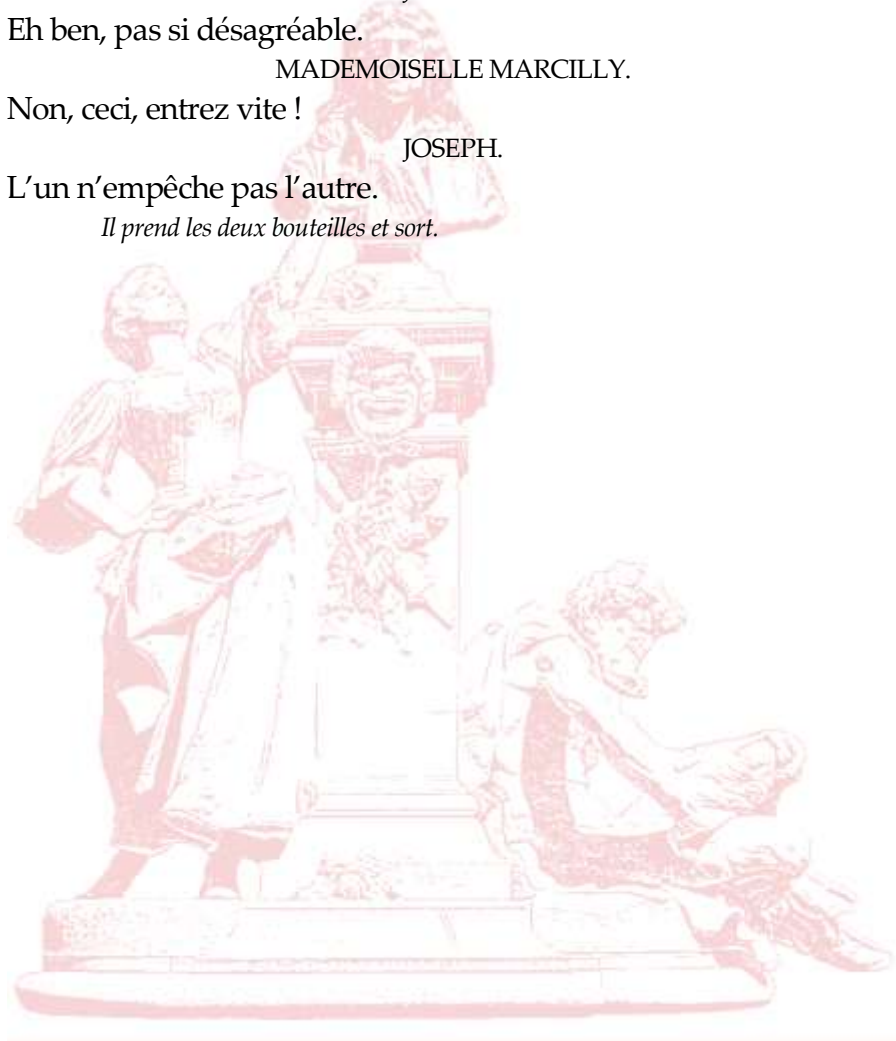 Eh ben, pas si désagréable.
MADEMOISELLE MARCILLY.
Non, ceci, entrez vite !
JOSEPH.
L’un n’empêche pas l’autre.
Il prend les deux bouteilles et sort.